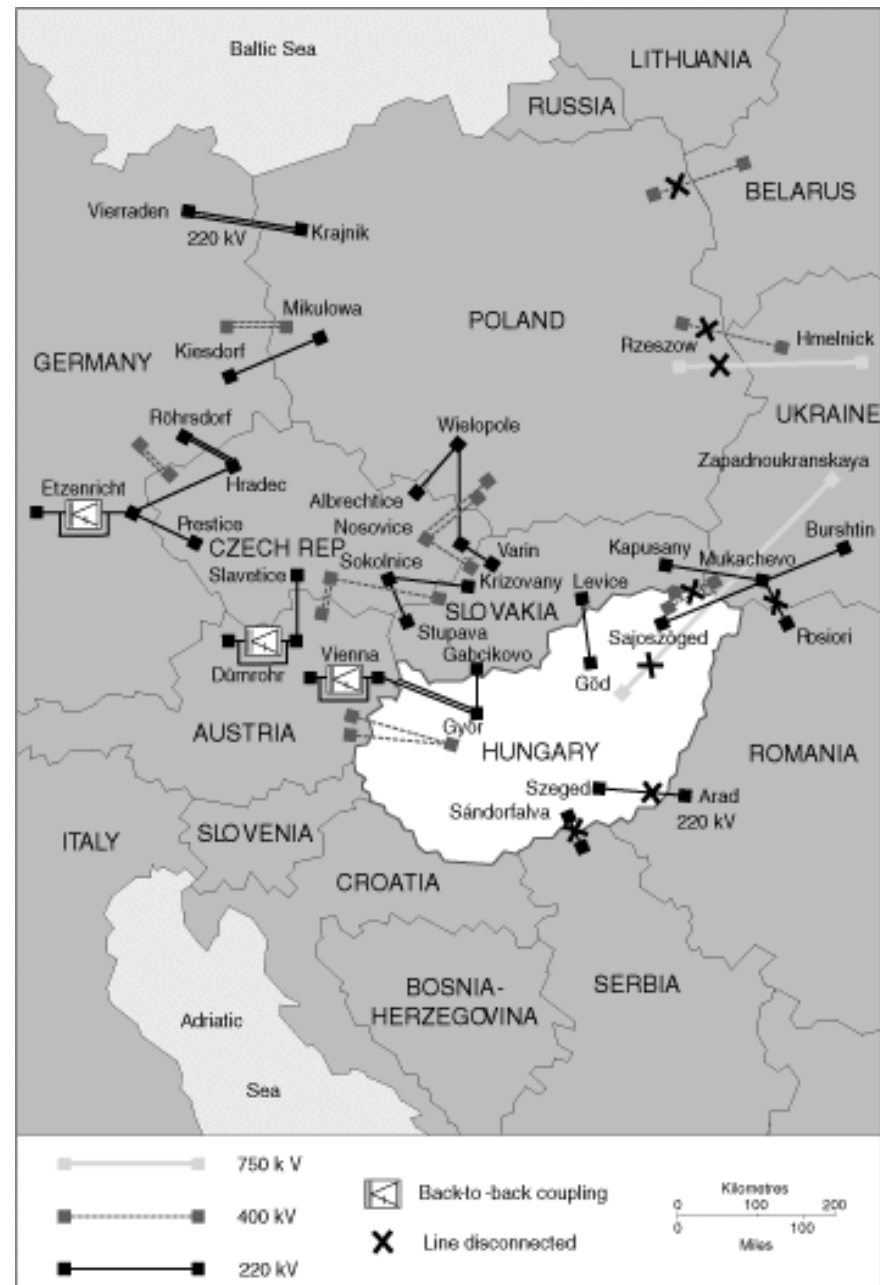 Baltic Sea
LITHUANIA
RUSSIA
BELARUS
Vierraden
220 kV
Krajnik
Mikulowa
POLAND
Kiesdorf
GERMANY
Rzeszow
Hmelnick
UKRAINE
Röhrsdorf
Wielopole
Zapadnoukranskaya
Etzenricht
Hradec
Albrechtice
Nosovice
Burshtin
Prestice
CZECH REP
Varin
Kapusany
Mukachevo
Slavetice
Sokolnice
Krizovany
Levice
SLOVAKIA
Stupava
Sajoszöged
Rosiori
Dürnrohr
Vienna
Gabcikovo
Göd
AUSTRIA
Györ
HUNGARY
ROMANIA
Szeged
Arad
220 kV
Sándorfalva
ITALY
SLOVENIA
CROATIA
BOSNIA-
HERZEGOVINA
SERBIA
Adriatic
Sea
750 k V
400 kV
220 kV
Back-to -back coupling
Line disconnected
Kilometres
0 100 200
0 100
Miles